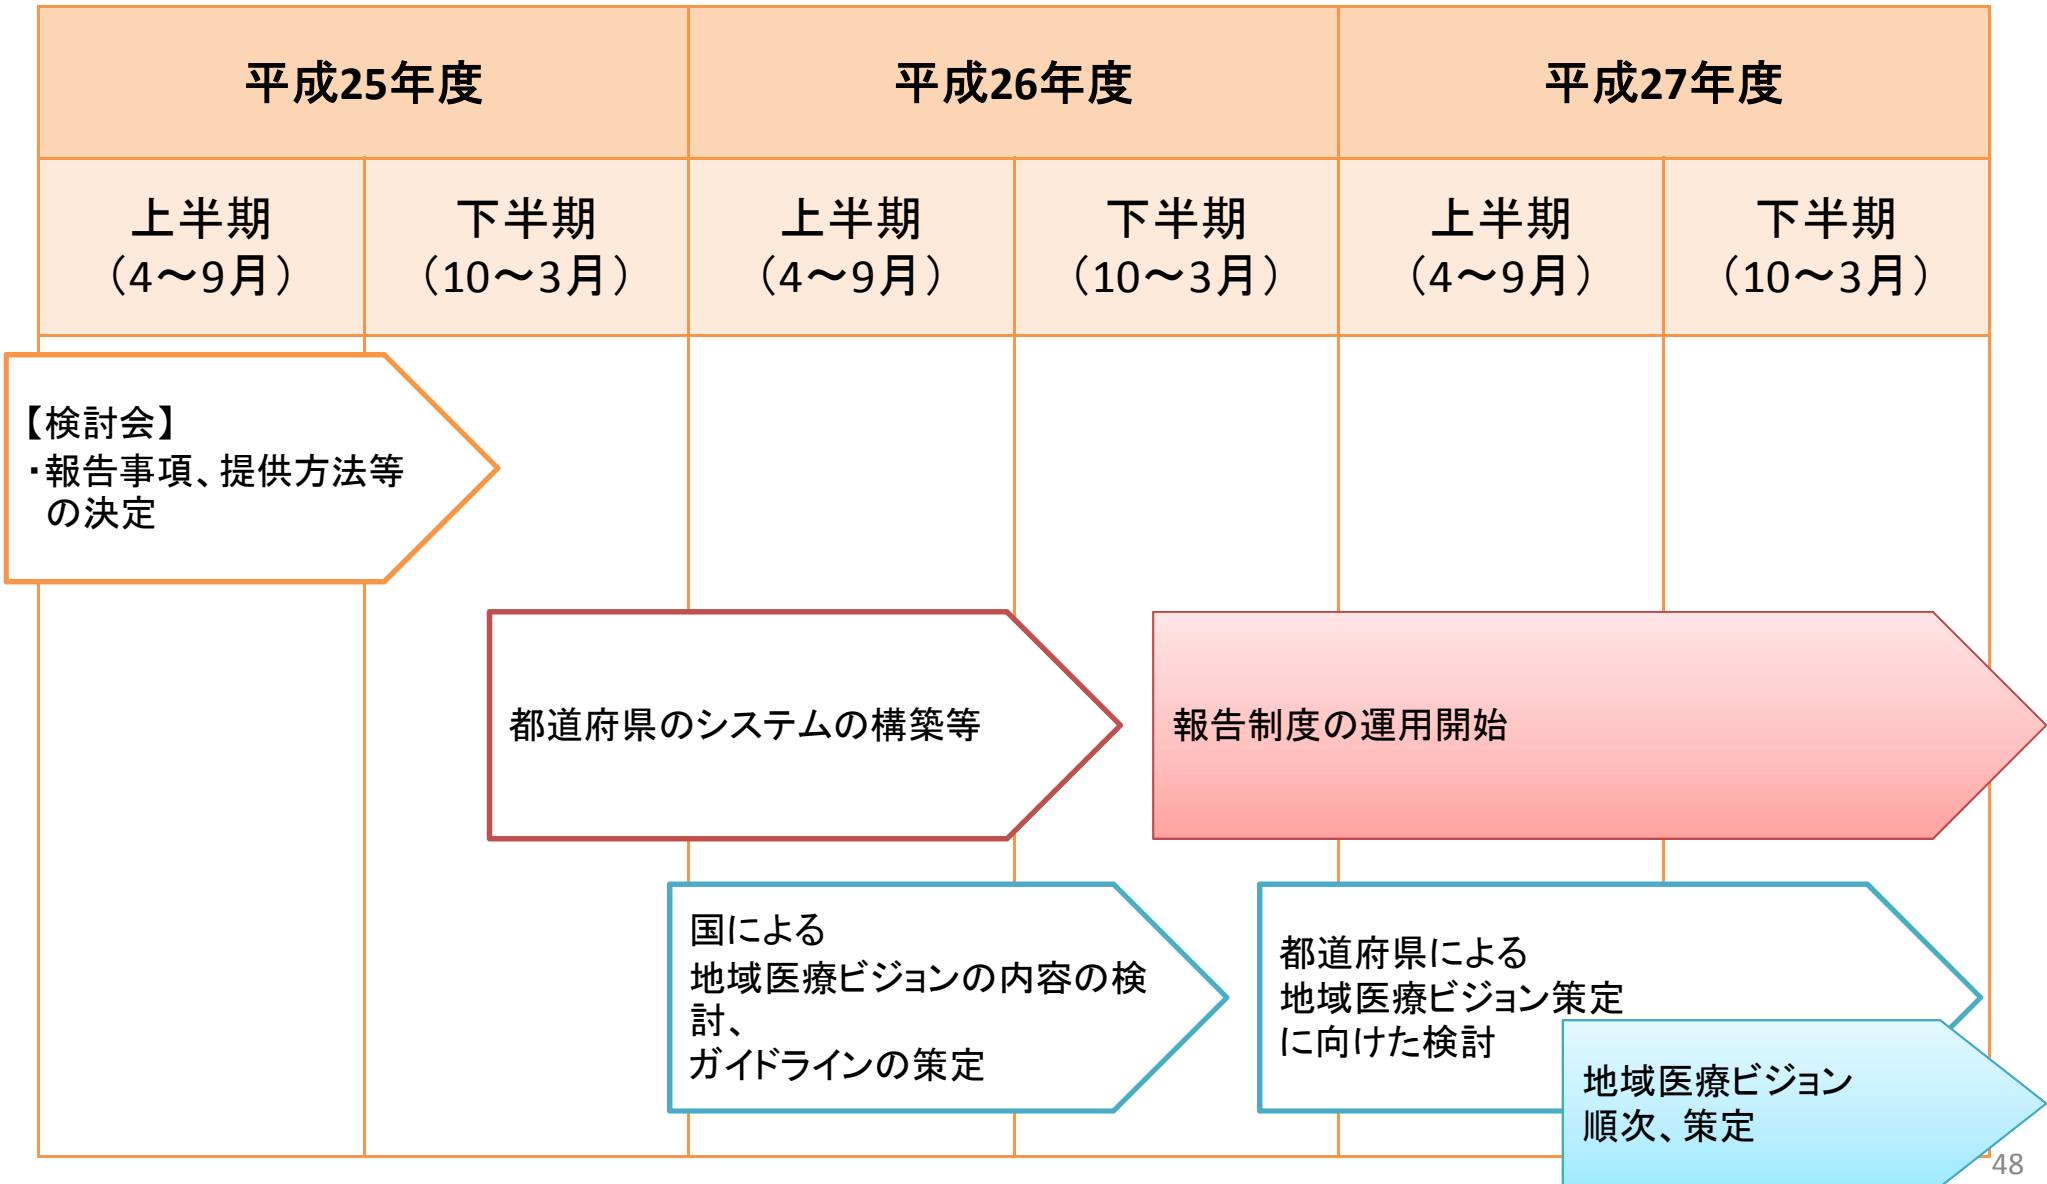 平成25年度
平成26年度
平成27年度
上半期
（4～9月）
下半期
（10～3月）
上半期
（4～9月）
下半期
（10～3月）
上半期
（4～9月）
下半期
（10～3月）
【検討会】
・報告事項、提供方法等
の決定
都道府県のシステムの構築等
報告制度の運用開始
国による
地域医療ビジョンの内容の検
討、
ガイドラインの策定
都道府県による
地域医療ビジョン策定
に向けた検討
地域医療ビジョン
順次、策定
48